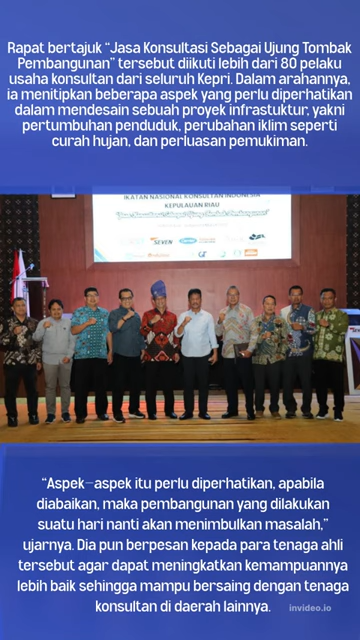 Rapat bertajuk “Jasa Konsultasi Sebagai Ujung Tombak
Pembangunan” tersebut diikuti lebih dari 80 pelaku
usaha konsultan dari seluruh Kepri. Dalam arahannya,
ia menitipkan beberapa aspek yang perlu diperhatikan
dalam mendesain sebuah proyek infrastuktur, yakni
pertumbuhan penduduk, perubahan iklim seperti
curah hujan, dan perluasan pemukiman.
IKATAN NASIONAL KONSULTAN INDONESIA
KEPULAUAN RIAU
SEVEN
“Aspek-aspek itu perlu diperhatikan, apabila
diabaikan, maka pembangunan yang dilakukan
suatu hari nanti akan menimbulkan masalah,”
ujarnya. Dia pun berpesan kepada para tenaga ahli
tersebut agar dapat meningkatkan kemampuannya
lebih baik sehingga mampu bersaing dengan tenaga
konsultan di daerah lainnya.
invideo.io